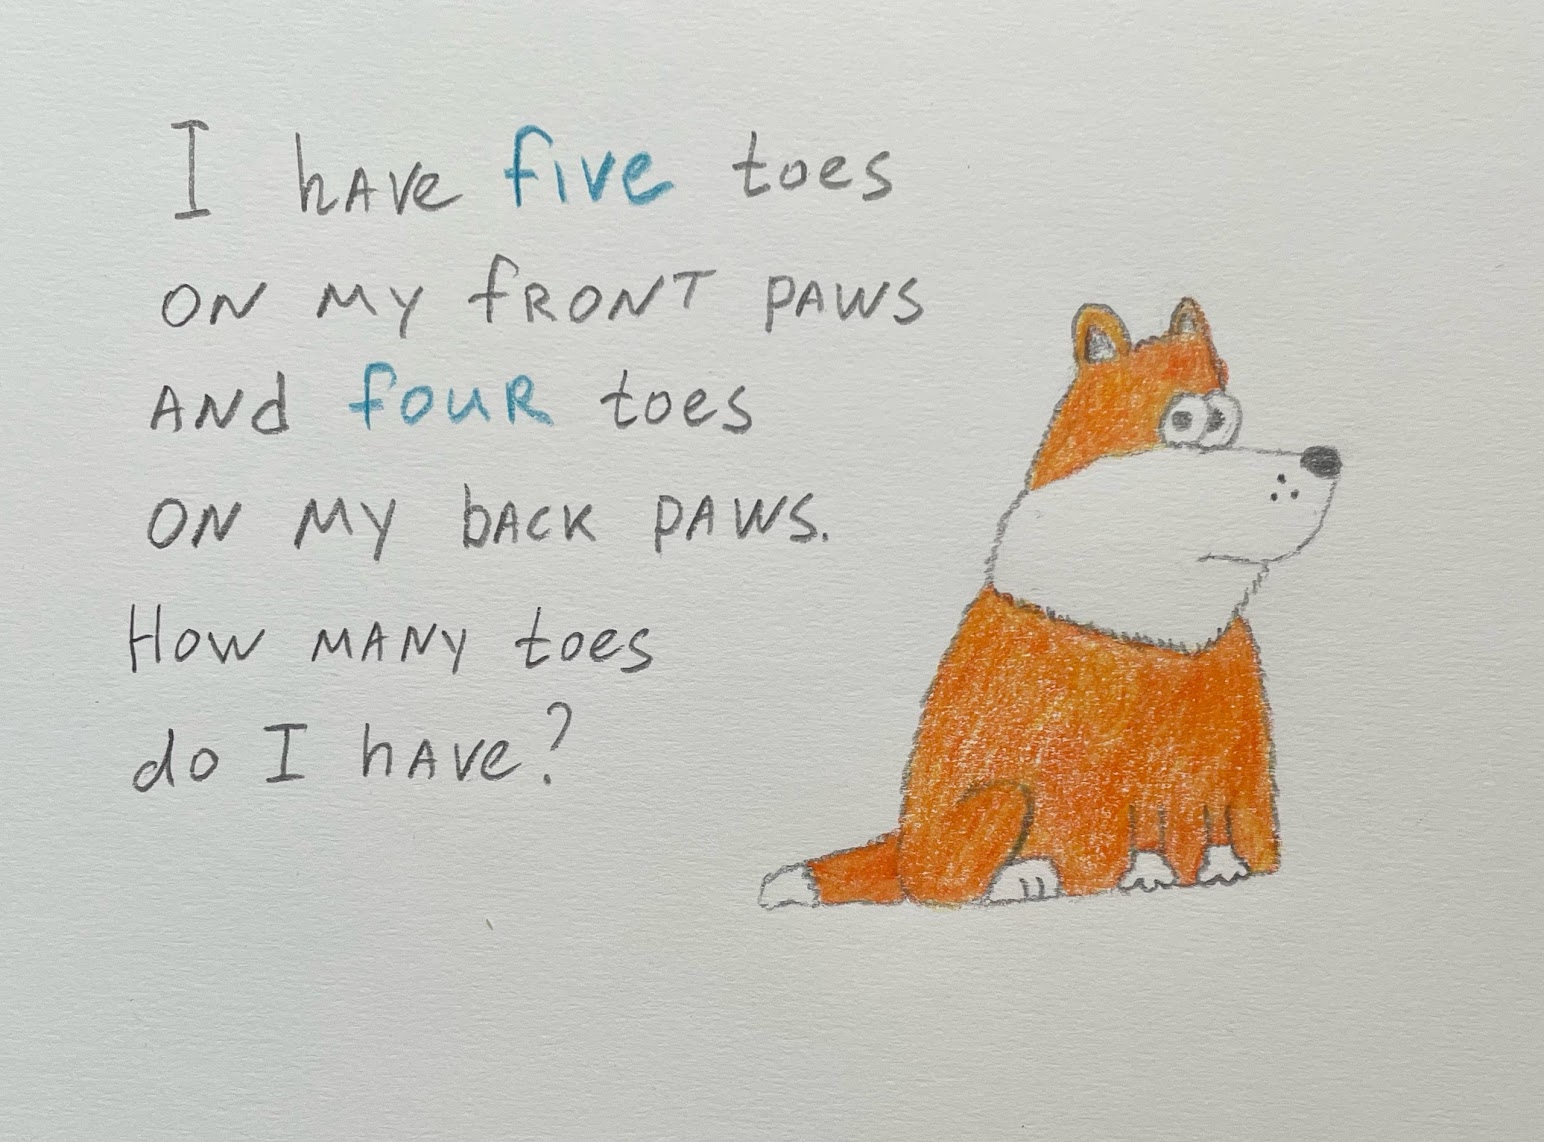 I have five toes
on my front paws
and four toes
on my back paws.
How many toes
do I have?